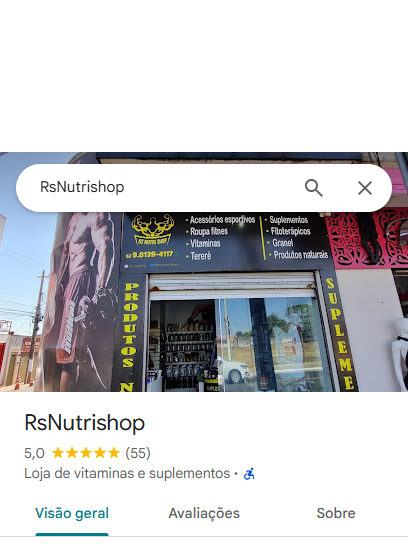 RsNutrishop
• Acessórios esportivos
• Roupa fitnes
• Vitaminas
• Tereré
• Suplementos
• Fitoterápicos
• Granel
• Produtos naturais
RS NUTRI SHOP
9.8139-4117
PRODUTOS N
SUPLEME
RsNutrishop
5,0 (55)
Loja de vitaminas e suplementos •
Visão geral
Avaliações
Sobre